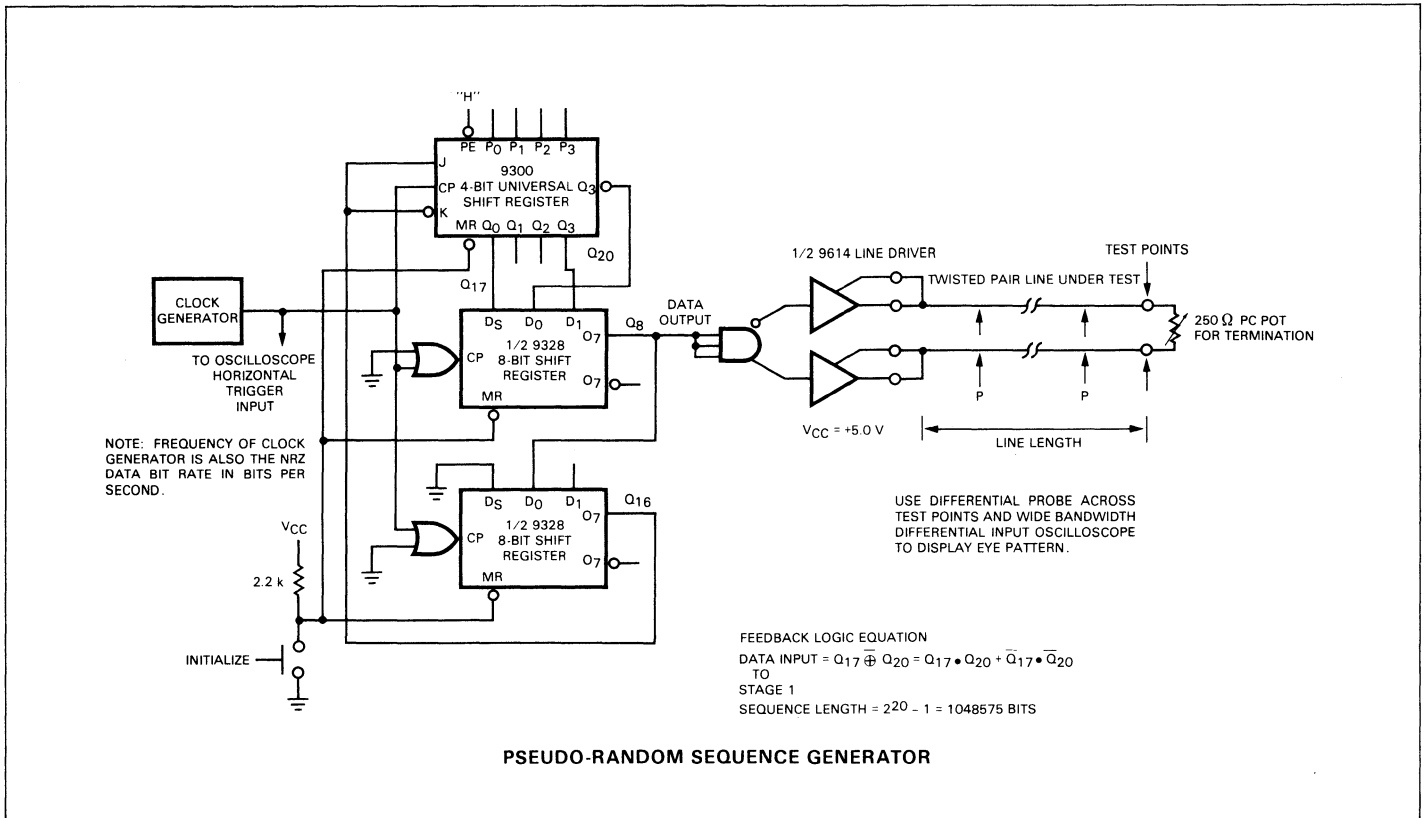 "H"
PE P0 P1 P2 P3
J
9300
CP 4-BIT UNIVERSAL Q3
SHIFT REGISTER
K
MR Q0 Q1 Q2 Q3
Q20
Q17
CLOCK
GENERATOR
TO OSCILLOSCOPE
HORIZONTAL
TRIGGER
INPUT
DS D0 D1
Q8
O7
CP
1/2 9328
8-BIT SHIFT
REGISTER
O7
MR
DATA
OUTPUT
1/2 9614 LINE DRIVER
TEST POINTS
TWISTED PAIR LINE UNDER TEST
250 Ω PC POT
FOR TERMINATION
P P
VCC = +5.0 V
LINE LENGTH
NOTE: FREQUENCY OF CLOCK
GENERATOR IS ALSO THE NRZ
DATA BIT RATE IN BITS PER
SECOND.
DS D0 D1
Q16
O7
CP
1/2 9328
8-BIT SHIFT
REGISTER
O7
MR
VCC
2.2 k
INITIALIZE
USE DIFFERENTIAL PROBE ACROSS
TEST POINTS AND WIDE BANDWIDTH
DIFFERENTIAL INPUT OSCILLOSCOPE
TO DISPLAY EYE PATTERN.
FEEDBACK LOGIC EQUATION
DATA INPUT = Q17 ⊕̅ Q20 = Q17 • Q20 + Q̅17 • Q̅20
TO
STAGE 1
SEQUENCE LENGTH = 2²⁰ – 1 = 1048575 BITS
PSEUDO-RANDOM SEQUENCE GENERATOR